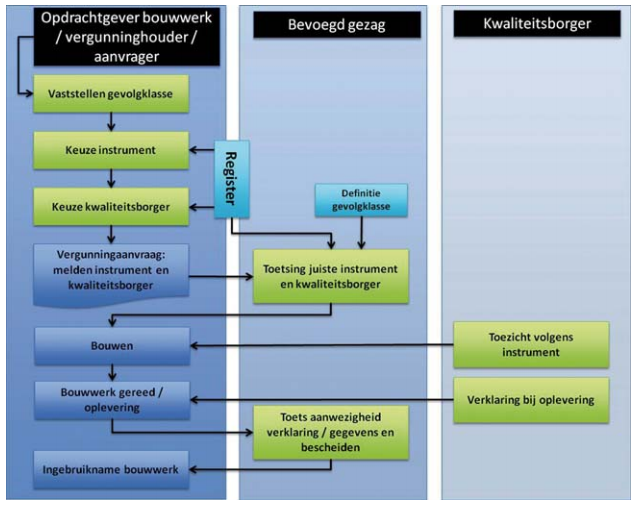 Opdrachtgever bouwwerk
/ vergunninghouder /
aanvrager
Bevoegd gezag
Kwaliteitsborger
Vaststellen gevolgklasse
Keuze instrument
Register
Keuze kwaliteitsborger
Definitie
gevolgklasse
Vergunningaanvraag:
melden instrument en
kwaliteitsborger
Toetsing juiste instrument
en kwaliteitsborger
Bouwen
Toezicht volgens
instrument
Bouwwerk gereed /
oplevering
Verklaring bij oplevering
Toets aanwezigheid
verklaring / gegevens en
bescheiden
Ingebruikname bouwwerk